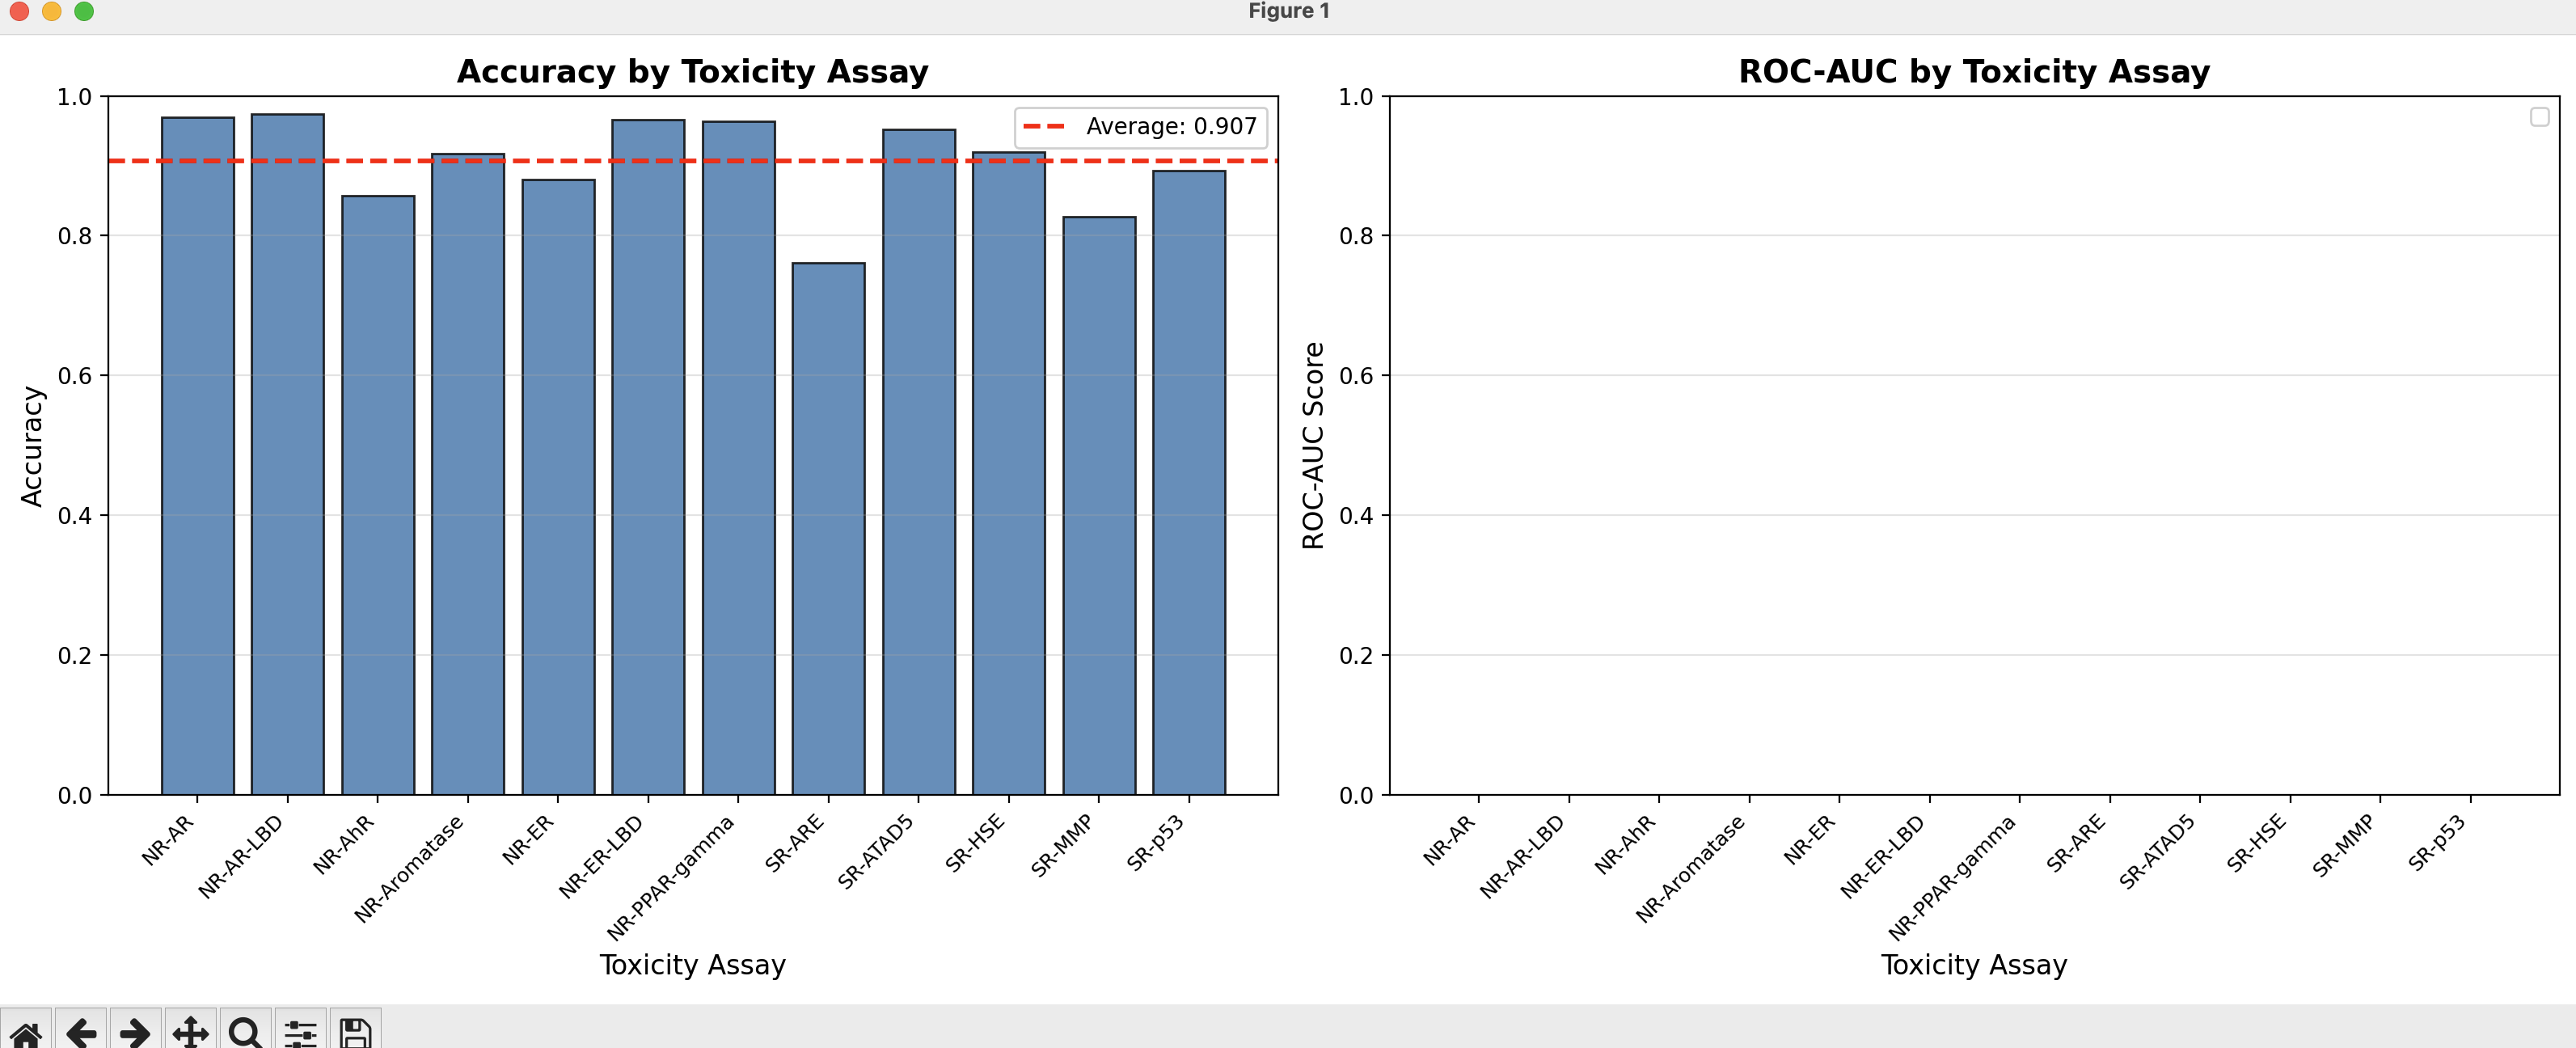 Figure 1
Accuracy by Toxicity Assay
Average: 0.907
Accuracy
1.0
0.8
0.6
0.4
0.2
0.0
NR-AR
NR-AR-LBD
NR-AhR
NR-Aromatase
NR-ER
NR-ER-LBD
NR-PPAR-gamma
SR-ARE
SR-ATAD5
SR-HSE
SR-MMP
SR-p53
Toxicity Assay
ROC-AUC by Toxicity Assay
ROC-AUC Score
1.0
0.8
0.6
0.4
0.2
0.0
NR-AR
NR-AR-LBD
NR-AhR
NR-Aromatase
NR-ER
NR-ER-LBD
NR-PPAR-gamma
SR-ARE
SR-ATAD5
SR-HSE
SR-MMP
SR-p53
Toxicity Assay